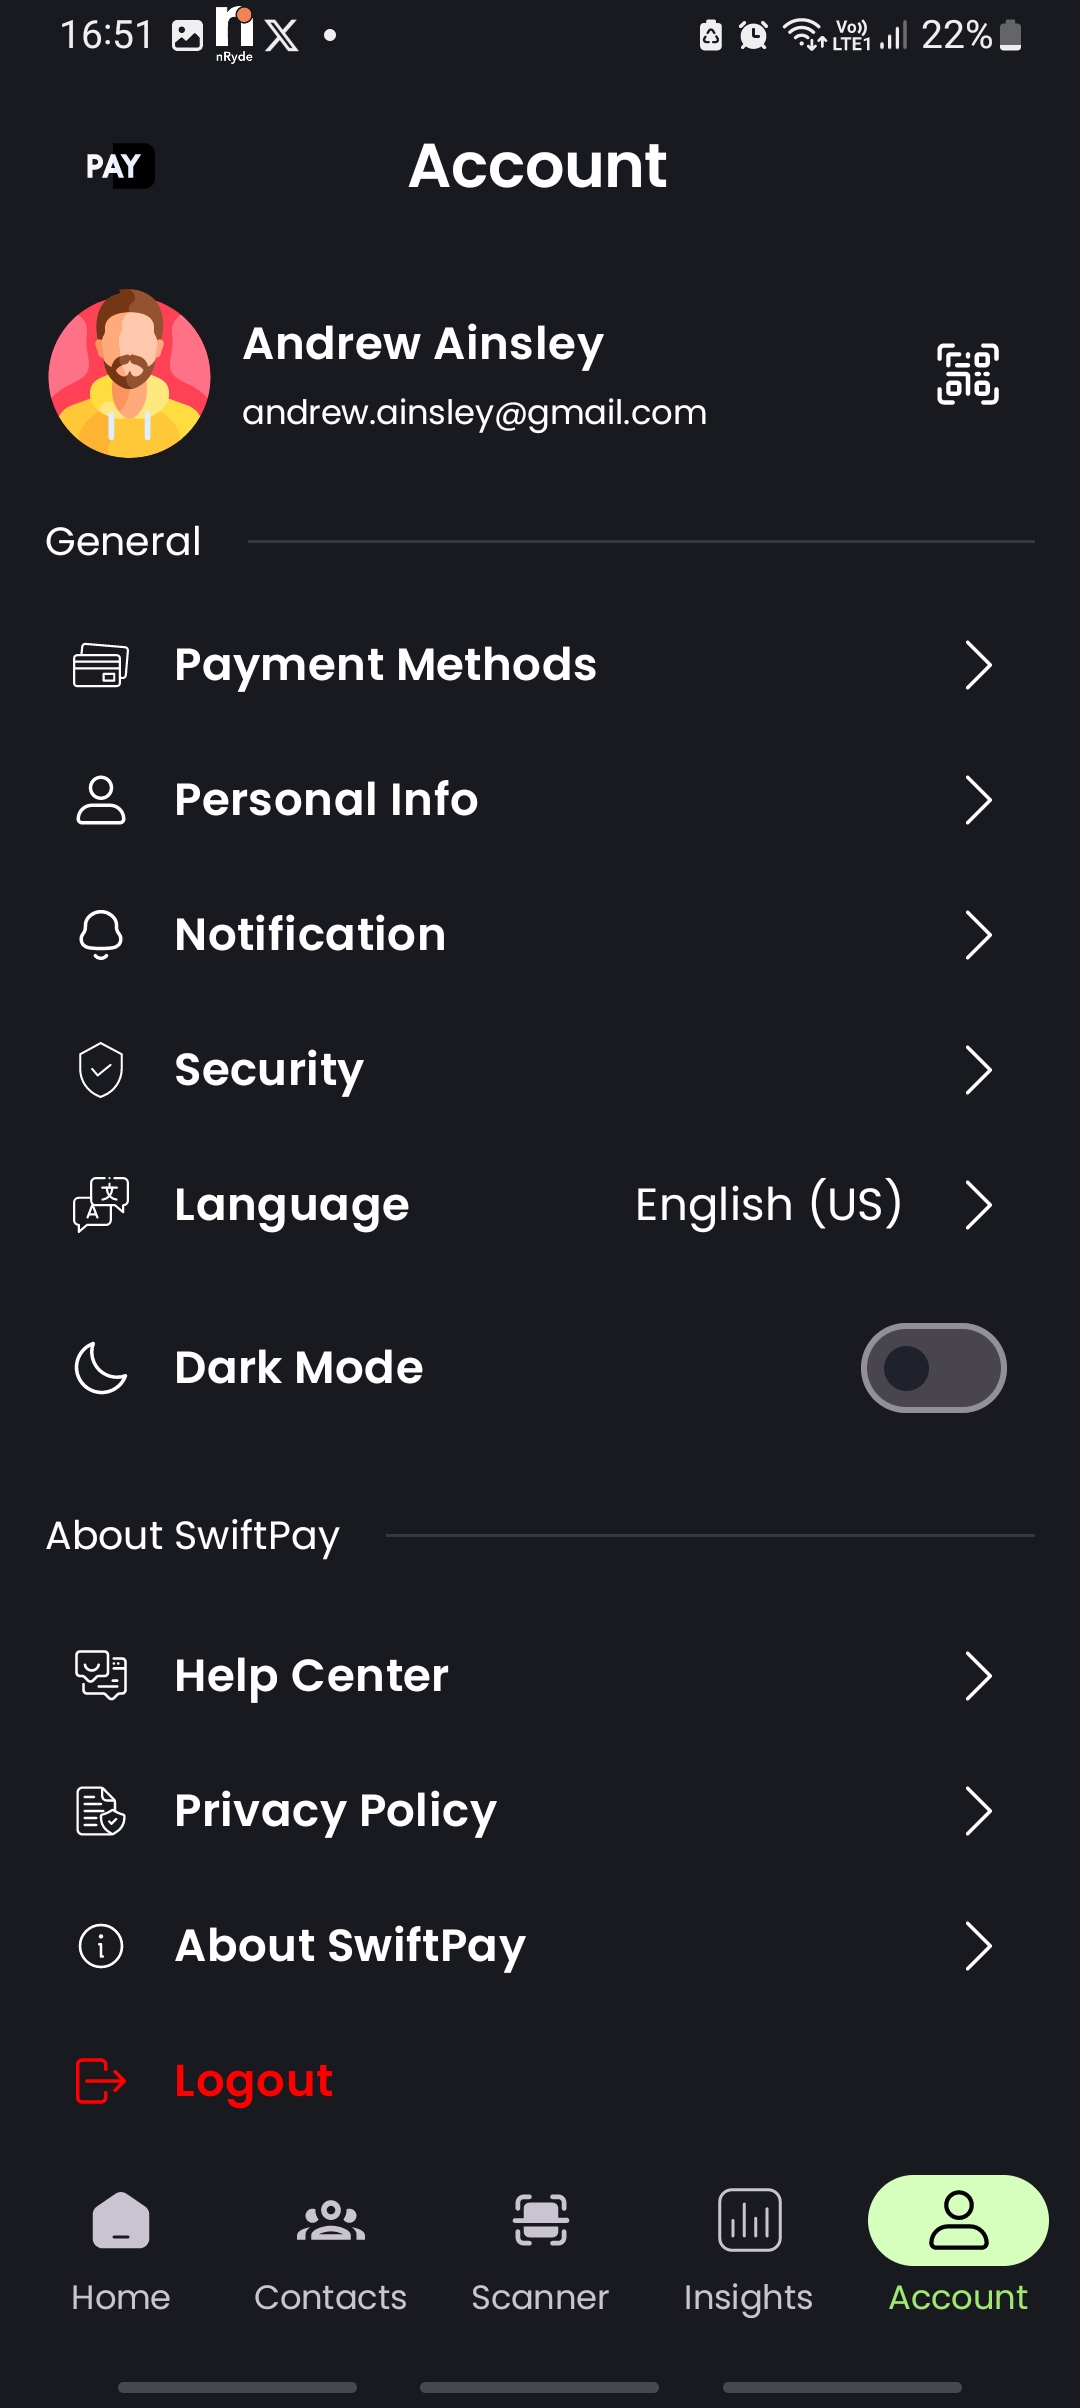 16:51 nRyde Vo)) LTE1 22%
PAY Account
Andrew Ainsley
andrew.ainsley@gmail.com
General
Payment Methods
Personal Info
Notification
Security
Language English (US)
Dark Mode
About SwiftPay
Help Center
Privacy Policy
About SwiftPay
Logout
Home Contacts Scanner Insights Account